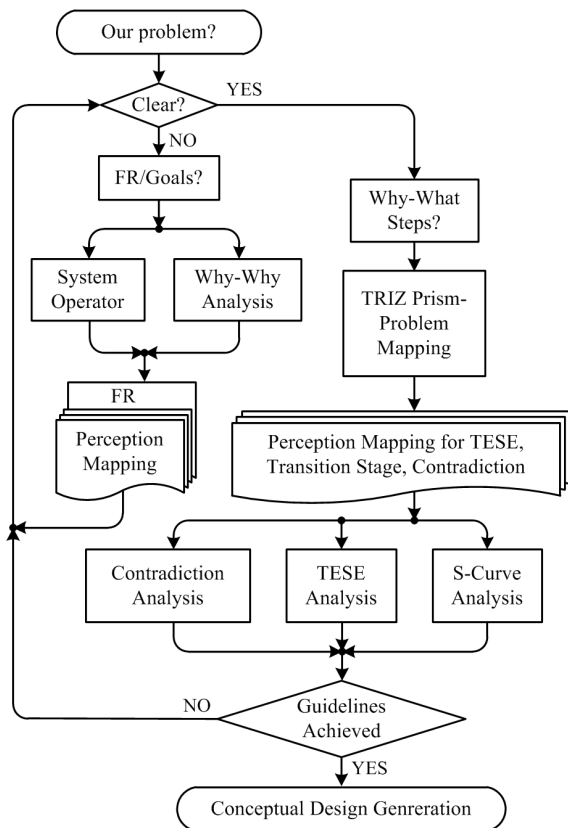 Our problem?
Clear?
YES
NO
FR/Goals?
Why-What
Steps?
System
Operator
Why-Why
Analysis
TRIZ Prism-
Problem
Mapping
FR
Perception
Mapping
Perception Mapping for TESE,
Transition Stage, Contradiction
Contradiction
Analysis
TESE
Analysis
S-Curve
Analysis
NO
Guidelines
Achieved
YES
Conceptual Design Genreration